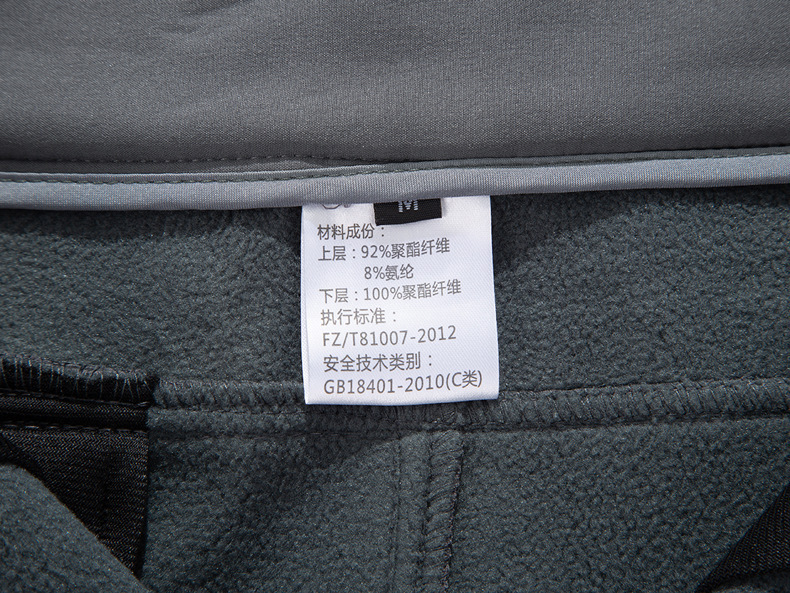 材料成份：
上层：92%聚酯纤维
8%氨纶
下层：100%聚酯纤维
执行标准：
FZ/T81007-2012
安全技术类别：
GB18401-2010(C类)